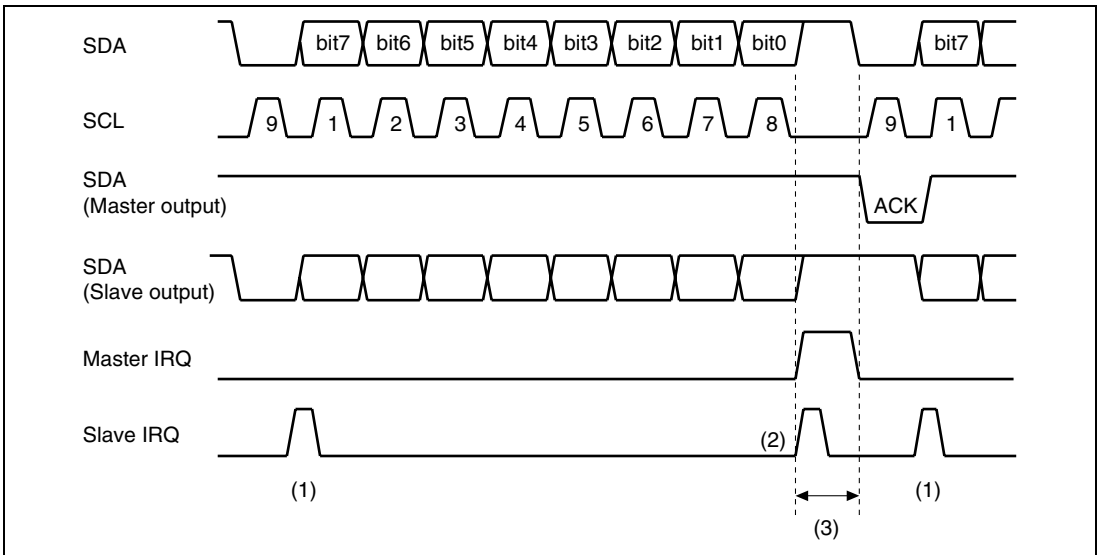 SDA bit7 bit6 bit5 bit4 bit3 bit2 bit1 bit0 bit7
SCL 9 1 2 3 4 5 6 7 8 9 1
SDA
(Master output) ACK
SDA
(Slave output)
Master IRQ
Slave IRQ (2)
(1) (1)
(3)